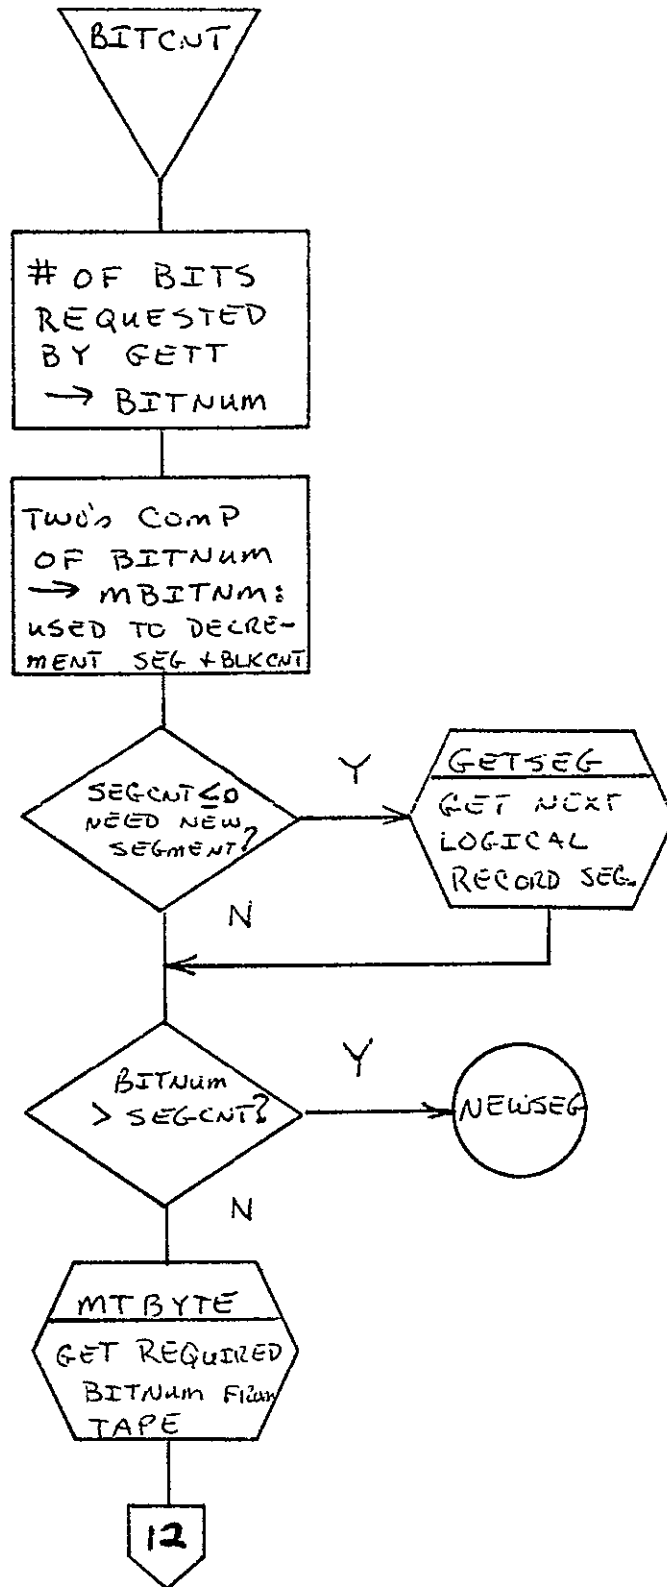 BITCNT
# OF BITS
REQUESTED
BY GETT
→ BITNUM
TWO'S COMP
OF BITNUM
→ MBITNM:
USED TO DECRE-
MENT SEG + BLKCNT
SEGCNT ≤0
NEED NEW
SEGMENT?
Y
GETSEG
GET NEXT
LOGICAL
RECORD SEG.
N
BITNUM
> SEGCNT?
Y
NEWSEG
N
MTBYTE
GET REQUIRED
BITNUM FROM
TAPE
12